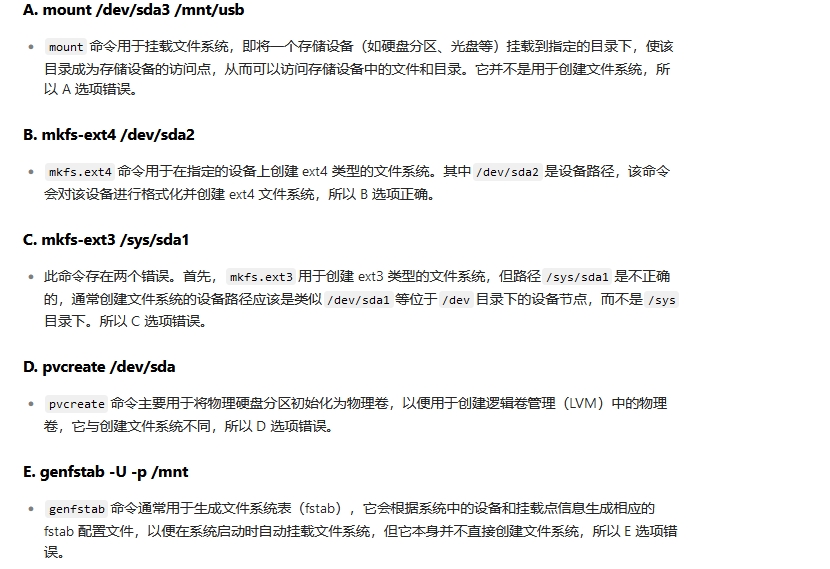 A. mount /dev/sda3 /mnt/usb
mount 命令用于挂载文件系统，即将一个存储设备（如硬盘分区、光盘等）挂载到指定的目录下，使该
目录成为存储设备的访问点，从而可以访问存储设备中的文件和目录。它并不是用于创建文件系统，所
以 A 选项错误。
B. mkfs-ext4 /dev/sda2
mkfs.ext4 命令用于在指定的设备上创建 ext4 类型的文件系统。其中 /dev/sda2 是设备路径，该命令
会对该设备进行格式化并创建 ext4 文件系统，所以 B 选项正确。
C. mkfs-ext3 /sys/sda1
此命令存在两个错误。首先， mkfs.ext3 用于创建 ext3 类型的文件系统，但路径 /sys/sda1 是不正确
的，通常创建文件系统的设备路径应该是类似 /dev/sda1 等位于 /dev 目录下的设备节点，而不是 /sys
目录下。所以 C 选项错误。
D. pvcreate /dev/sda
pvcreate 命令主要用于将物理硬盘分区初始化为物理卷，以便用于创建逻辑卷管理（LVM）中的物理
卷，它与创建文件系统不同，所以 D 选项错误。
E. genfstab -U -p /mnt
genfstab 命令通常用于生成文件系统表（fstab），它会根据系统中的设备和挂载点信息生成相应的
fstab 配置文件，以便在系统启动时自动挂载文件系统，但它本身并不直接创建文件系统，所以 E 选项错
误。